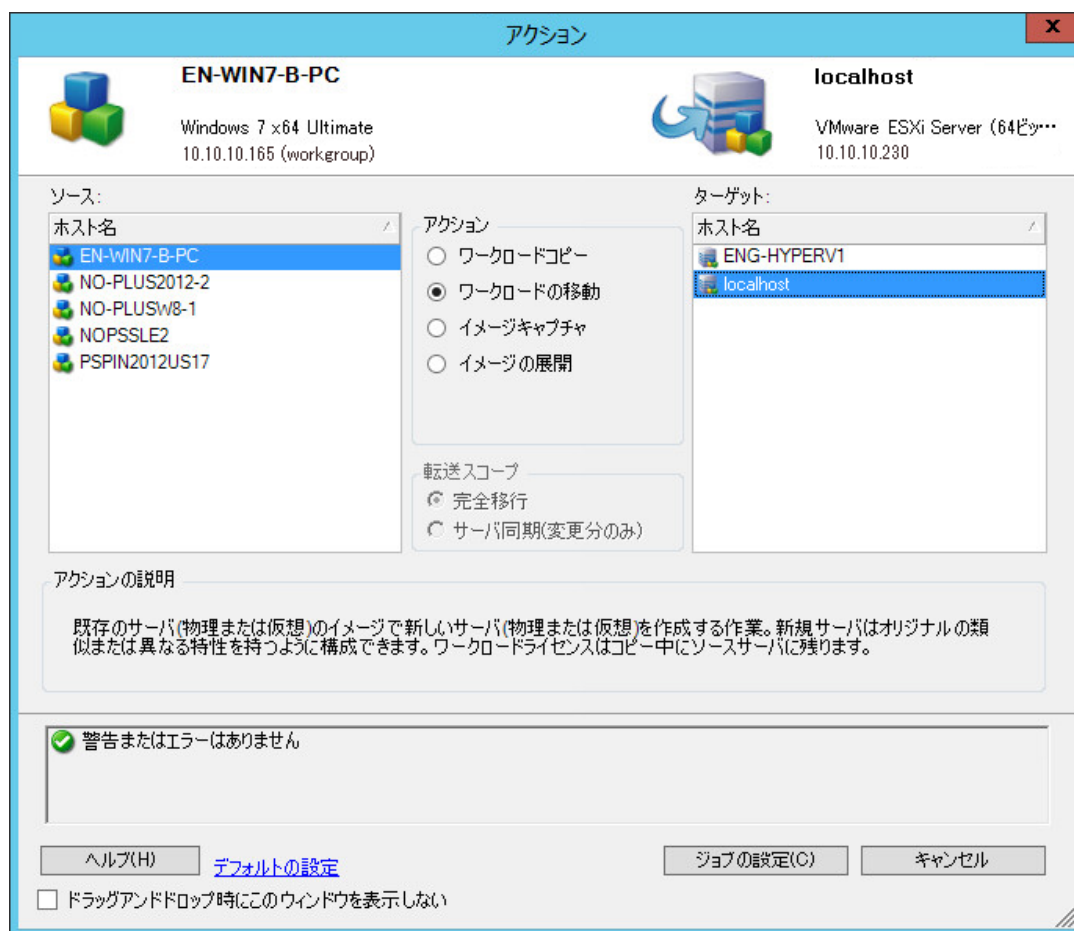 アクション
x
EN-WIN7-B-PC
Windows 7 x64 Ultimate
10.10.10.165 (workgroup)
localhost
VMware ESXi Server (64ビッ…
10.10.10.230
ソース:
ホスト名
EN-WIN7-B-PC
NO-PLUS2012-2
NO-PLUSW8-1
NOPSSLE2
PSPIN2012US17
アクション
ワークロードコピー
ワークロードの移動
イメージキャプチャ
イメージの展開
転送スコープ
完全移行
サーバ同期(変更分のみ)
ターゲット:
ホスト名
ENG-HYPERV1
localhost
アクションの説明
既存のサーバ(物理または仮想)のイメージで新しいサーバ(物理または仮想)を作成する作業。新規サーバはオリジナルの類
似または異なる特性を持つように構成できます。ワークロードライセンスはコピー中にソースサーバに残ります。
警告またはエラーはありません
ヘルプ(H)
デフォルトの設定
ジョブの設定(C)
キャンセル
ドラッグアンドドロップ時にこのウィンドウを表示しない